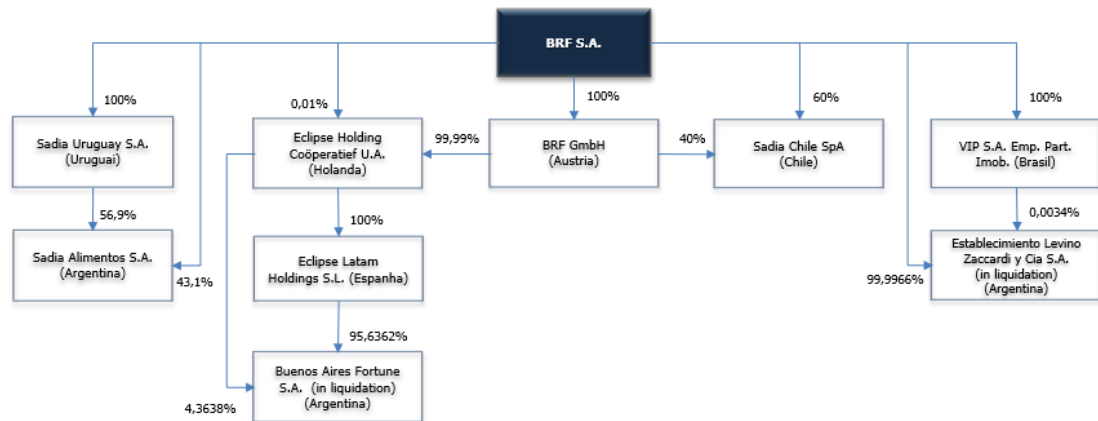 BRF S.A.
100%
0,01%
100%
60%
100%
Sadia Uruguay S.A.
(Uruguai)
Eclipse Holding
Coöperatief U.A.
(Holanda)
99,99%
BRF GmbH
(Austria)
40%
Sadia Chile SpA
(Chile)
VIP S.A. Emp. Part.
Imob. (Brasil)
56,9%
100%
0,0034%
Sadia Alimentos S.A.
(Argentina)
43,1%
Eclipse Latam
Holdings S.L. (Espanha)
99,9966%
Establecimiento Levino
Zaccardi y Cia S.A.
(in liquidation)
(Argentina)
95,6362%
Buenos Aires Fortune
S.A. (in liquidation)
(Argentina)
4,3638%